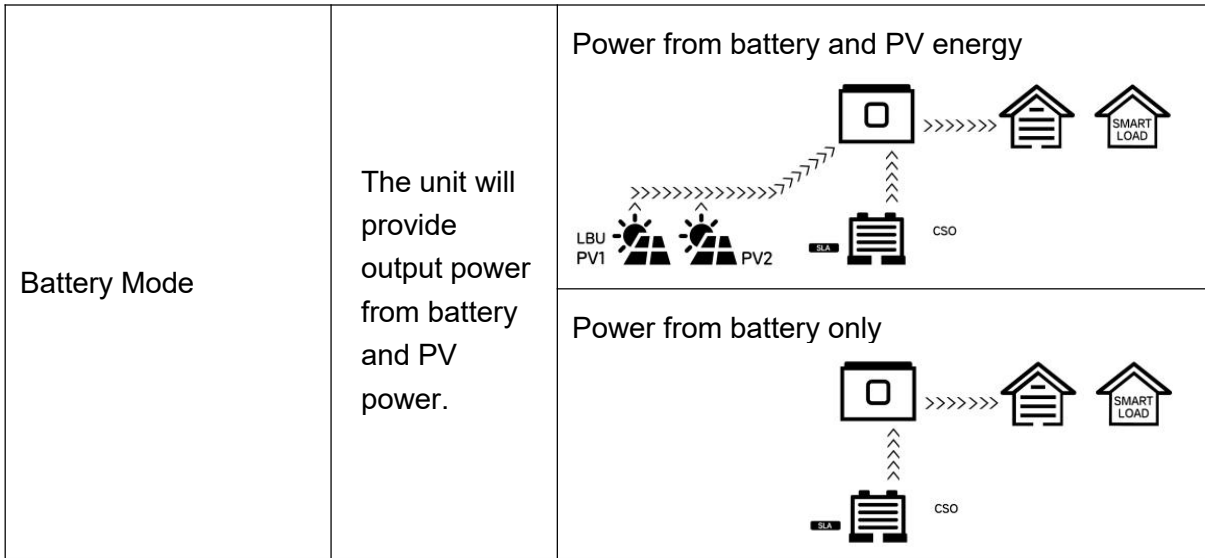 Battery Mode
The unit will
provide
output power
from battery
and PV
power.
Power from battery and PV energy
SMART
LOAD
LBU
PV1
PV2
SLA
CSO
Power from battery only
SMART
LOAD
SLA
CSO